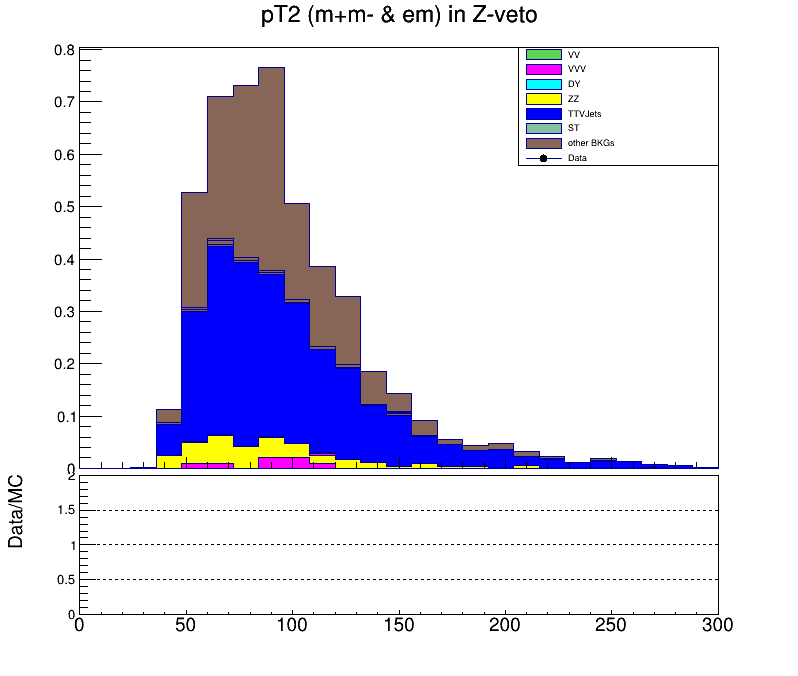 pT2 (m+m- & em) in Z-veto
0.8
0.7
0.6
0.5
0.4
0.3
0.2
0.1
0
VV
VVV
DY
ZZ
TTVJets
ST
other BKGs
Data
Data/MC
2
1.5
1
0.5
0
0 50 100 150 200 250 300